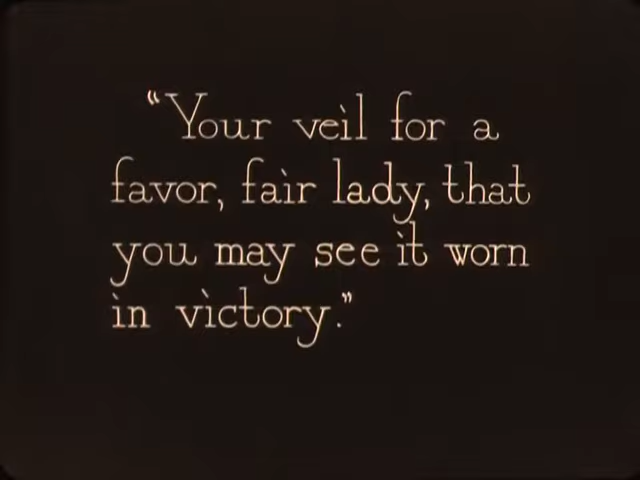 “Your veil for a
favor, fair lady, that
you may see it worn
in victory.”